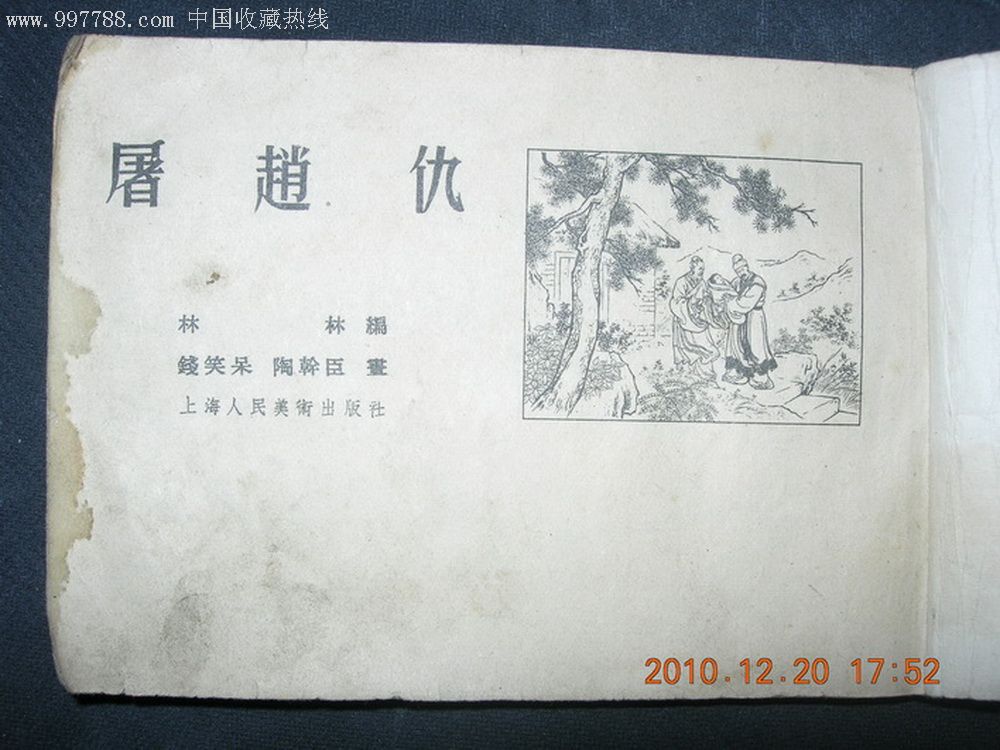 www.997788.com 中国收藏热线
屠趙仇
林林編
錢笑呆 陶幹臣 畫
上海人民美術出版社
2010.12.20 17:52